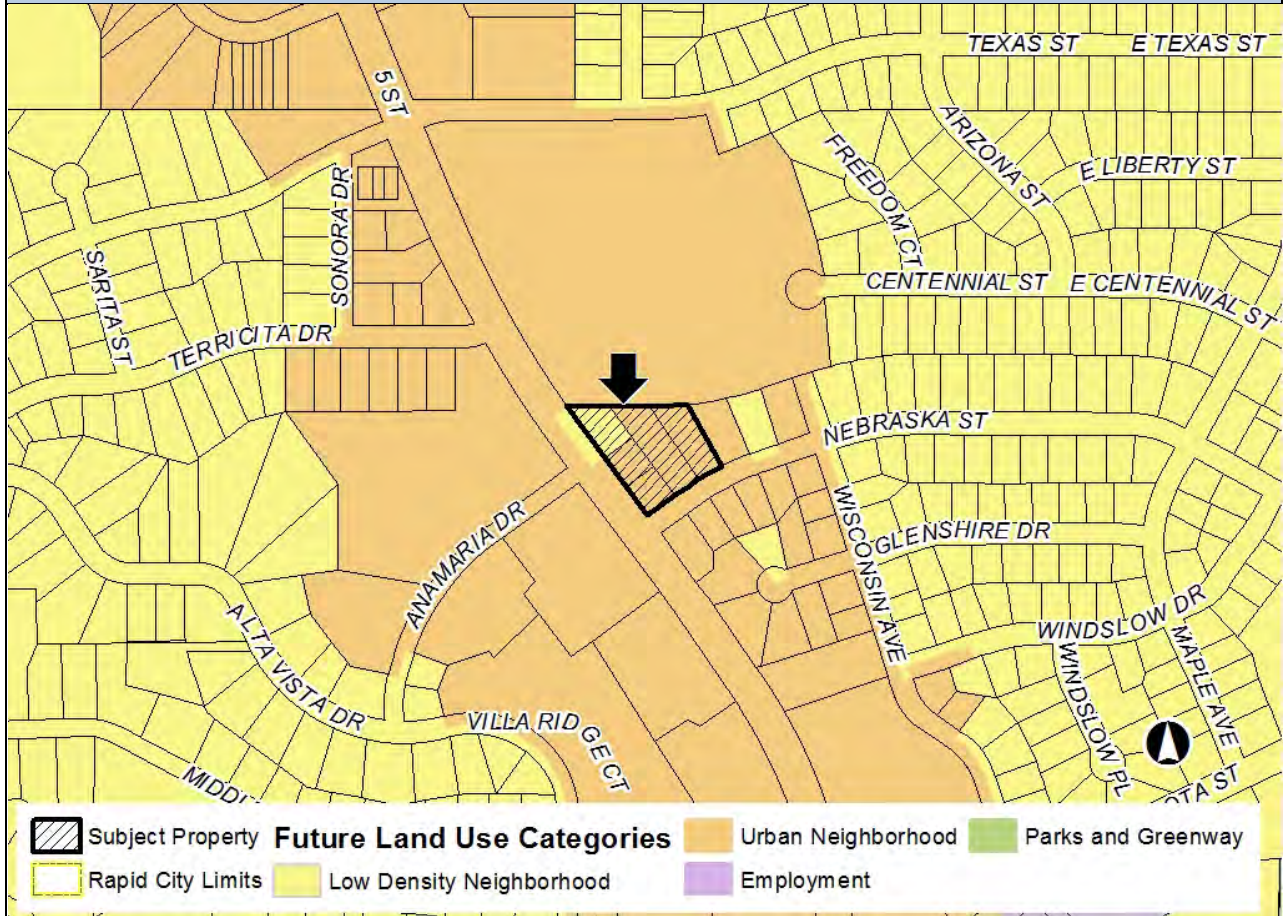 TEXAS ST
E TEXAS ST
5 ST
ARIZONA ST
FREEDOM CT
E LIBERTY ST
SONORA DR
SARITA ST
CENTENNIAL ST
E CENTENNIAL ST
TERRICITA DR
NEBRASKA ST
WISCONSIN AVE
GLENSHIRE DR
ANAMARIA DR
ALTA VISTA DR
WINDSLOW DR
WINDSLOW PL
MAPLE AVE
VILLA RIDGE CT
Subject Property
Future Land Use Categories
Urban Neighborhood
Parks and Greenway
Rapid City Limits
Low Density Neighborhood
Employment